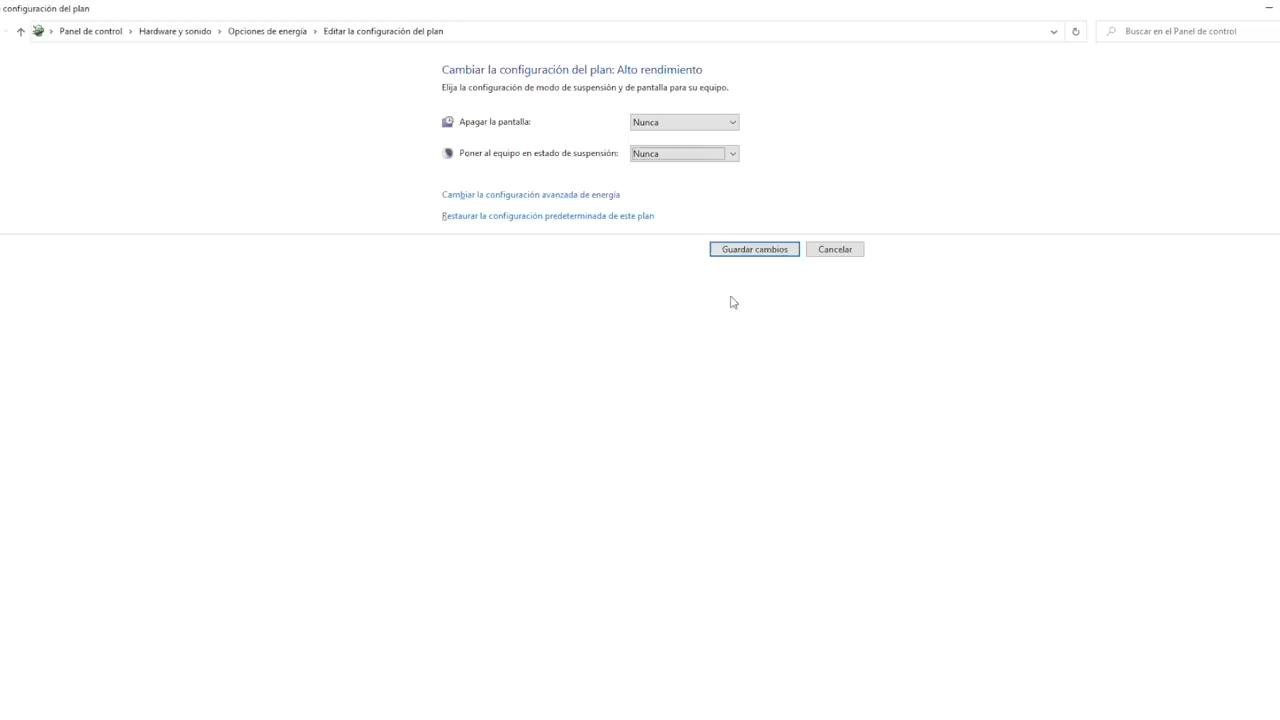 configuración del plan
Panel de control > Hardware y sonido > Opciones de energía > Editar la configuración del plan
Buscar en el Panel de control
Cambiar la configuración del plan: Alto rendimiento
Elija la configuración de modo de suspensión y de pantalla para su equipo.
Apagar la pantalla: Nunca
Poner al equipo en estado de suspensión: Nunca
Cambiar la configuración avanzada de energía
Restaurar la configuración predeterminada de este plan
Guardar cambios Cancelar